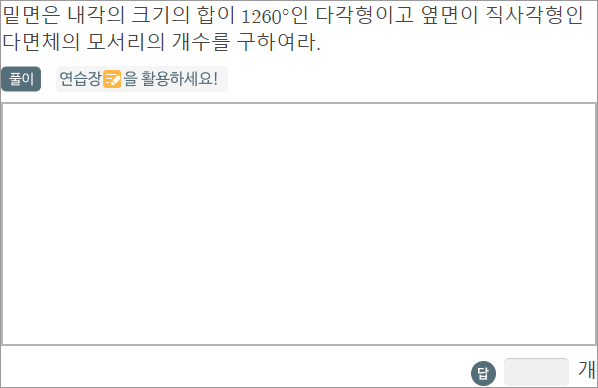 밑면은 내각의 크기의 합이 1260°인 다각형이고 옆면이 직사각형인
다면체의 모서리의 개수를 구하여라.
풀이 연습장을 활용하세요!
답 개